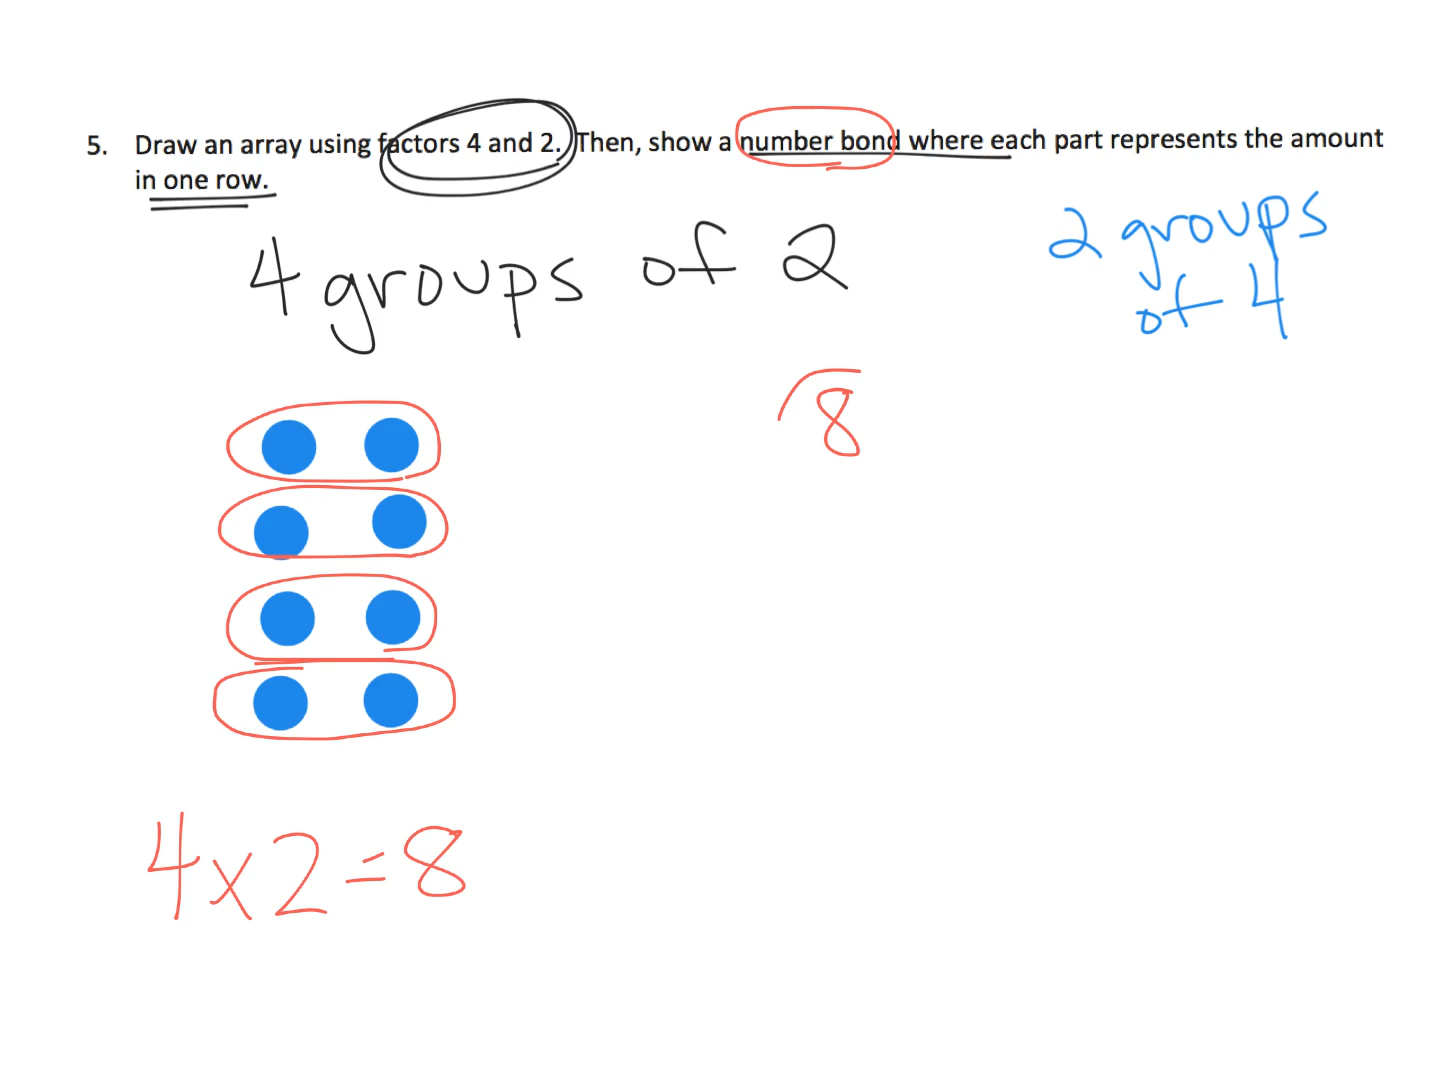 5. Draw an array using factors 4 and 2. Then, show a number bond where each part represents the amount
in one row.
4 groups of 2
2 groups
of 4
8
4x2=8